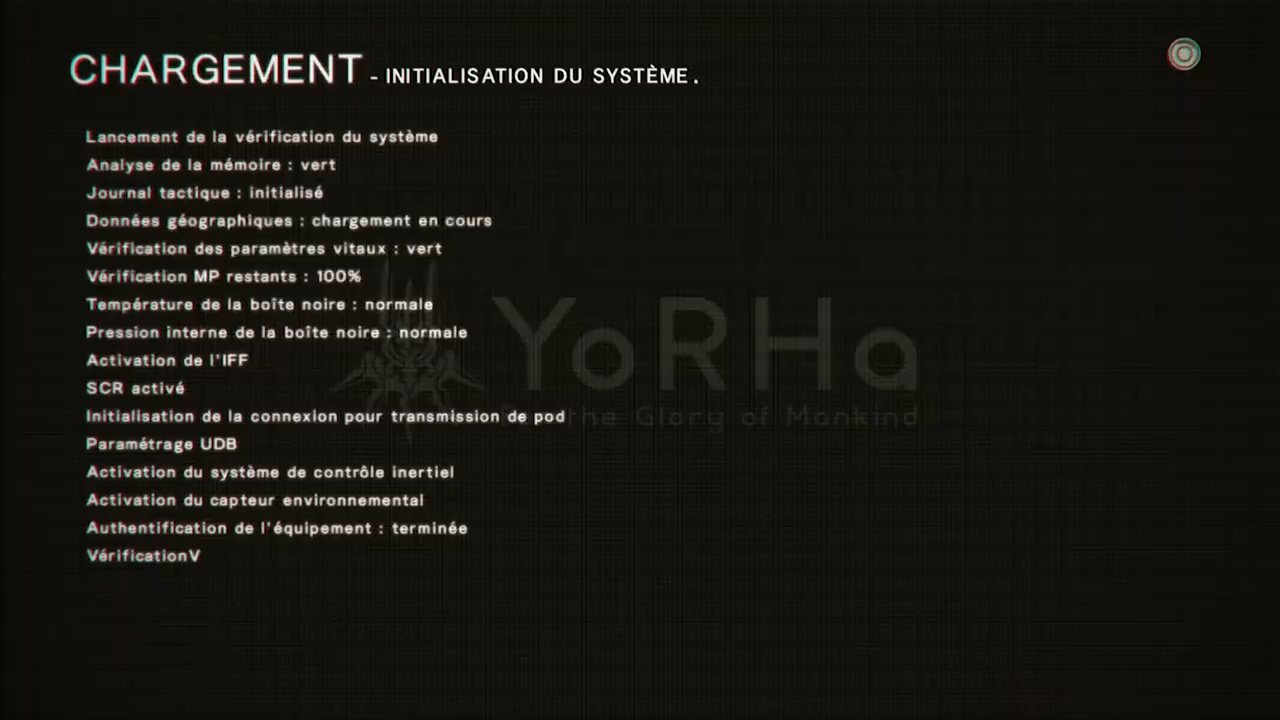 CHARGEMENT - INITIALISATION DU SYSTÈME.
Lancement de la vérification du système
Analyse de la mémoire : vert
Journal tactique : initialisé
Données géographiques : chargement en cours
Vérification des paramètres vitaux : vert
Vérification MP restants : 100%
Température de la boîte noire : normale
Pression interne de la boîte noire : normale
Activation de l'IFF
SCR activé
Initialisation de la connexion pour transmission de pod
Paramétrage UDB
Activation du système de contrôle inertiel
Activation du capteur environnemental
Authentification de l'équipement : terminée
VérificationV
YoRHa
the Glory of Mankind